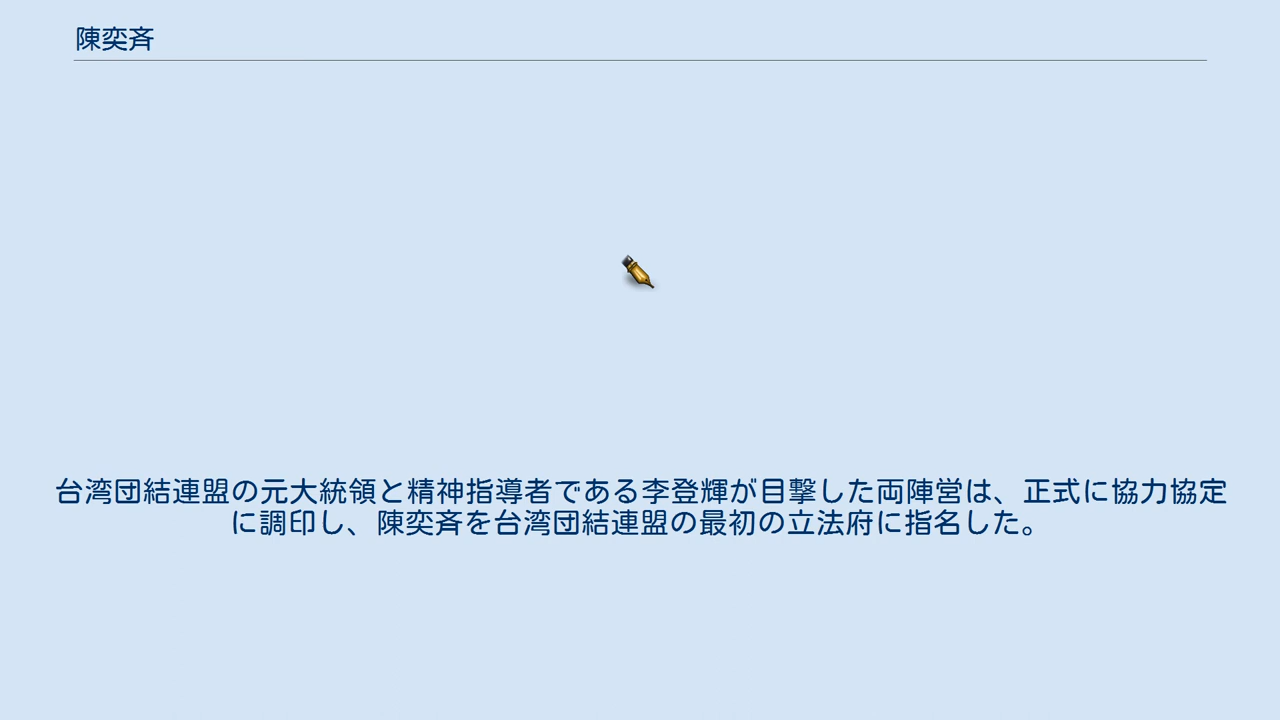 陳奕斉
台湾団結連盟の元大統領と精神指導者である李登輝が目撃した両陣営は、正式に協力協定
に調印し、陳奕斉を台湾団結連盟の最初の立法府に指名した。